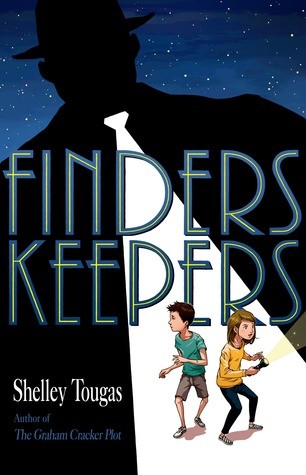 FINDERS
KEEPERS
Shelley Tougas
Author of
The Graham Cracker Plot